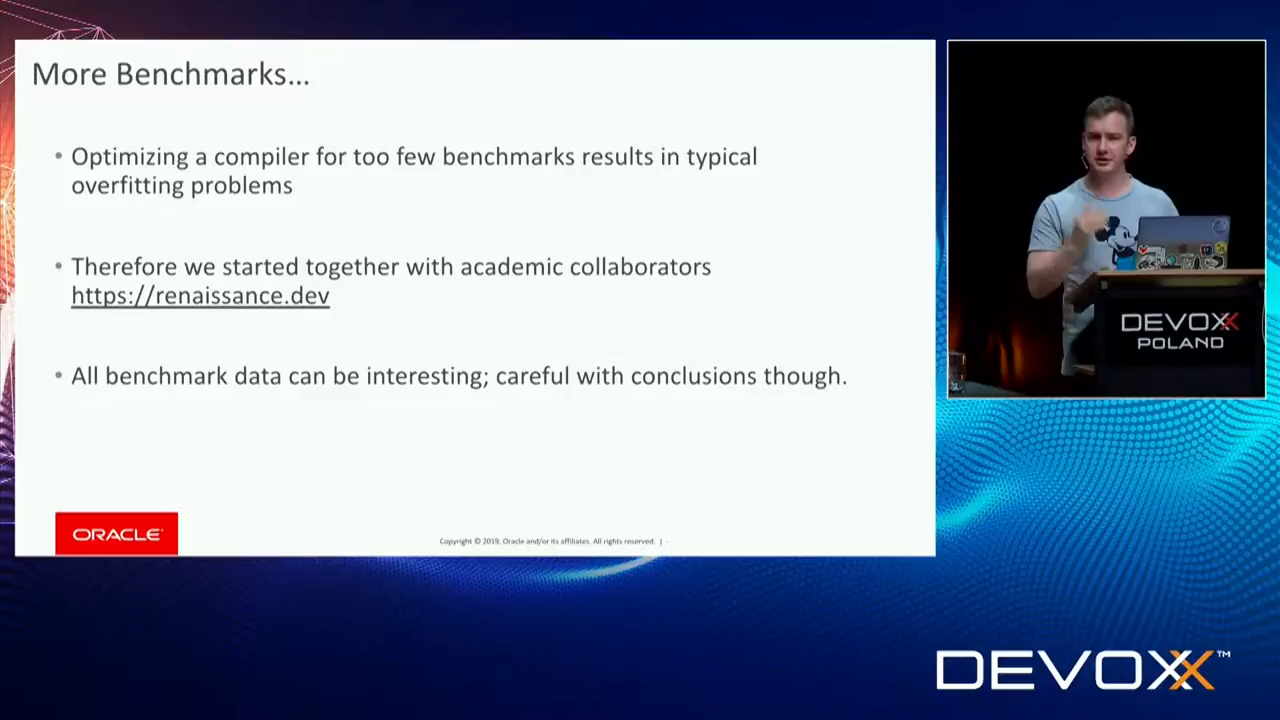 More Benchmarks...
• Optimizing a compiler for too few benchmarks results in typical
overfitting problems
• Therefore we started together with academic collaborators
https://renaissance.dev
• All benchmark data can be interesting; careful with conclusions though.
ORACLE
Copyright © 2019, Oracle and/or its affiliates. All rights reserved. |
DEVOXX
POLAND
DEVOXX™